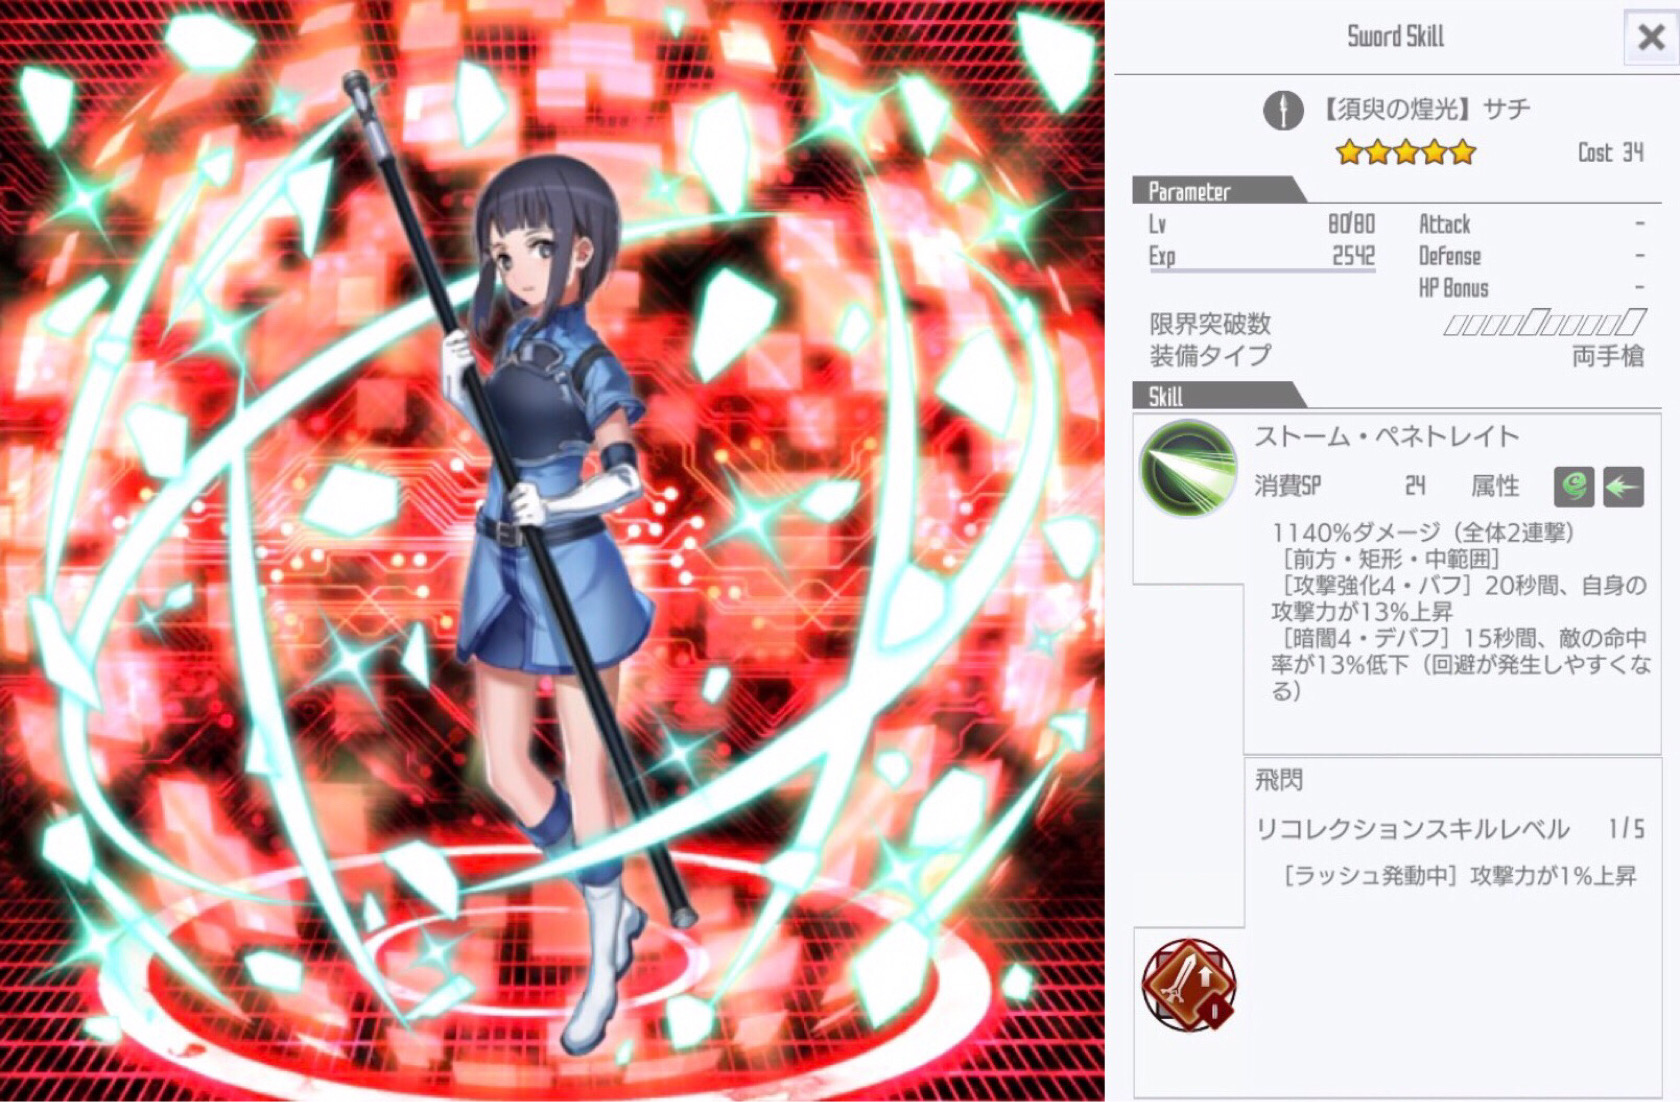 Sword Skill
【須臾の煌光】サチ
Cost 34
Parameter
Lv 80/80 Attack -
Exp 2542 Defense -
HP Bonus -
限界突破数
装備タイプ 両手槍
Skill
ストーム・ペネトレイト
消費SP 24 属性
1140%ダメージ（全体2連撃）
［前方・矩形・中範囲］
［攻撃強化4・バフ］20秒間、自身の
攻撃力が13%上昇
［暗闇4・デバフ］15秒間、敵の命中
率が13%低下（回避が発生しやすくな
る）
飛閃
リコレクションスキルレベル 1/5
［ラッシュ発動中］攻撃力が1%上昇
I